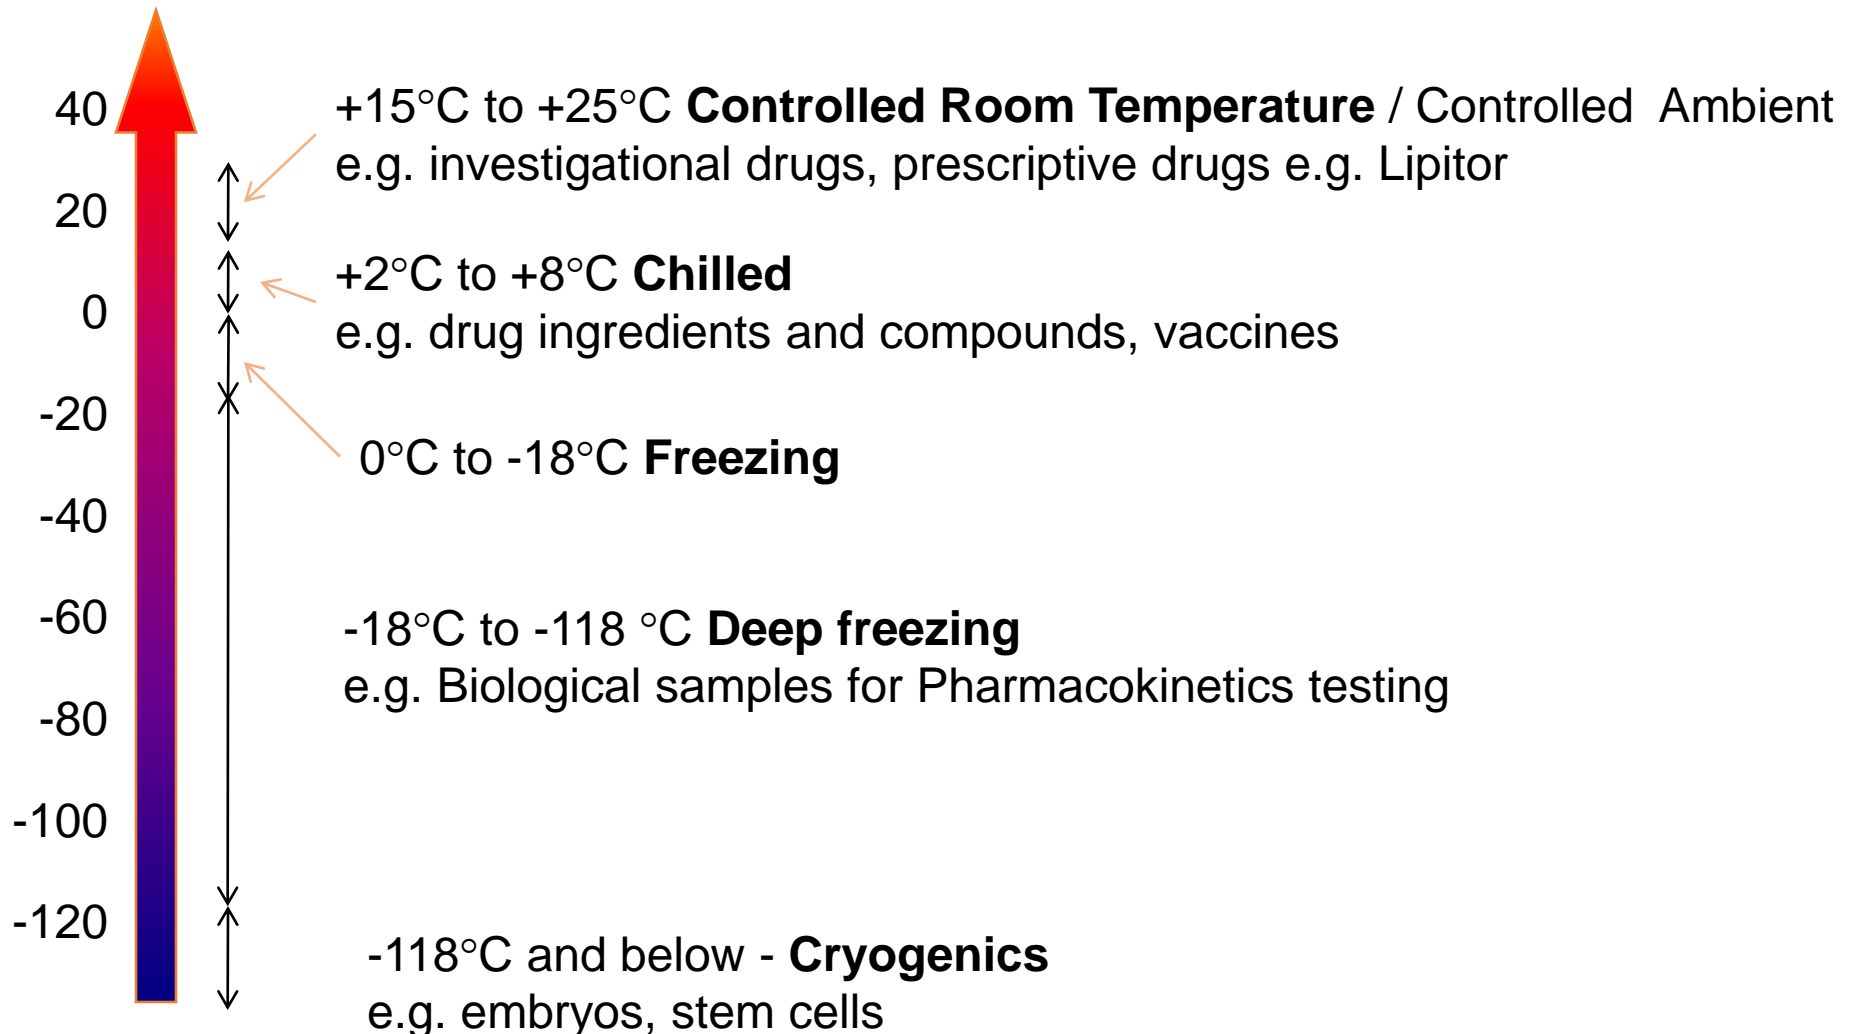 40
+15°C to +25°C Controlled Room Temperature / Controlled Ambient
e.g. investigational drugs, prescriptive drugs e.g. Lipitor
20
+2°C to +8°C Chilled
0
e.g. drug ingredients and compounds, vaccines
-20
0°C to -18°C Freezing
-40
-60
-18°C to -118 °C Deep freezing
e.g. Biological samples for Pharmacokinetics testing
-80
-100
-120
-118°C and below - Cryogenics
e.g. embryos, stem cells